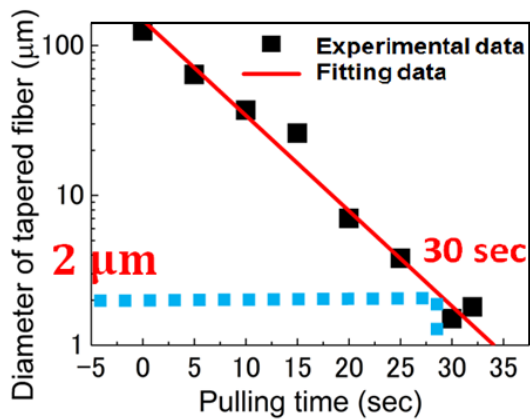 Diameter of tapered fiber (μm)
100
10
1
Experimental data
Fitting data
2 μm
30 sec
-5 0 5 10 15 20 25 30 35
Pulling time (sec)